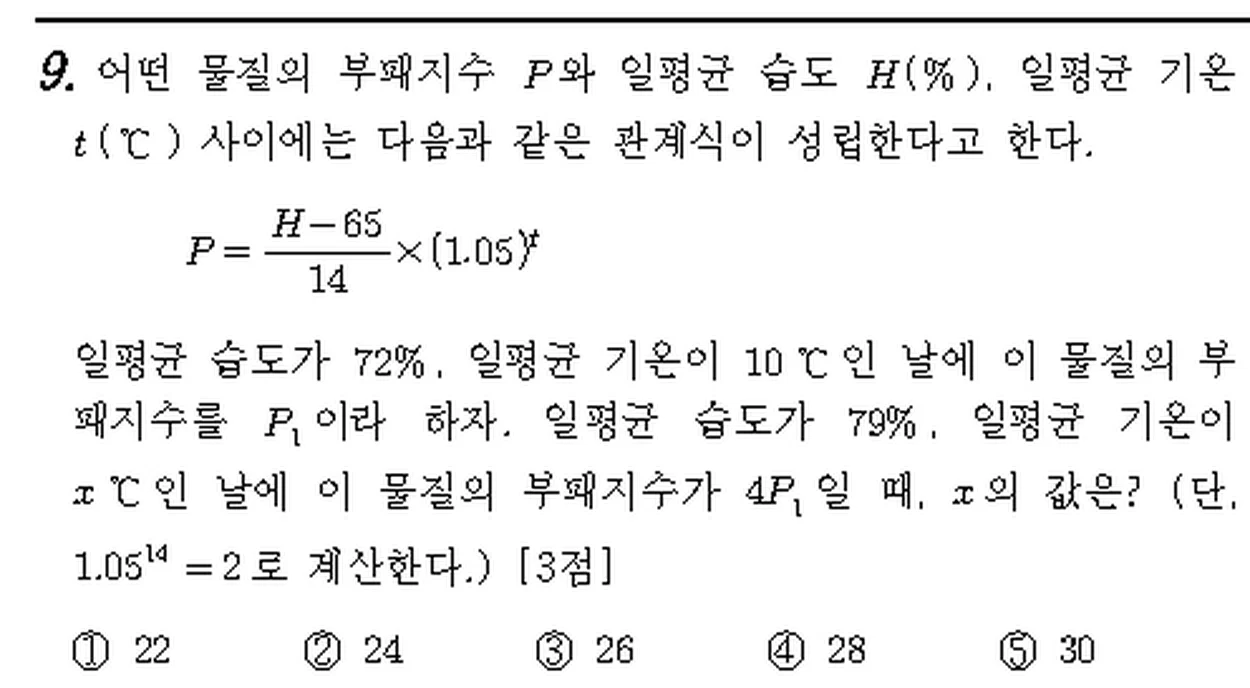 9. 어떤 물질의 부패지수 P와 일평균 습도 H(%), 일평균 기온
t(℃) 사이에는 다음과 같은 관계식이 성립한다고 한다.
P = \frac{H-65}{14} × (1.05)^t
일평균 습도가 72%, 일평균 기온이 10℃인 날에 이 물질의 부
패지수를 P₁이라 하자. 일평균 습도가 79%, 일평균 기온이
x℃인 날에 이 물질의 부패지수가 4P₁일 때, x의 값은? (단,
1.05¹⁴ = 2로 계산한다.) [3점]
① 22 ② 24 ③ 26 ④ 28 ⑤ 30